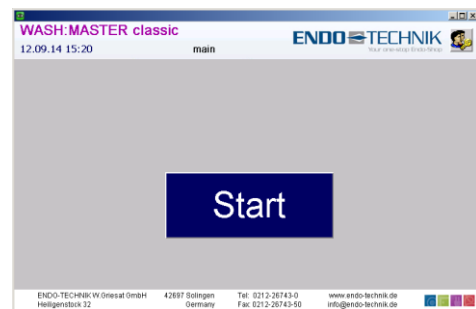 WASH:MASTER classic
12.09.14 15:20
main
ENDO TECHNIK
Your one-stop Endo-Shop
Start
ENDO-TECHNIK W.Griesat GmbH 42697 Solingen Tel: 0212-26743-0 www.endo-technik.de
Heiligenstock 32 Germany Fax: 0212-26743-50 info@endo-technik.de